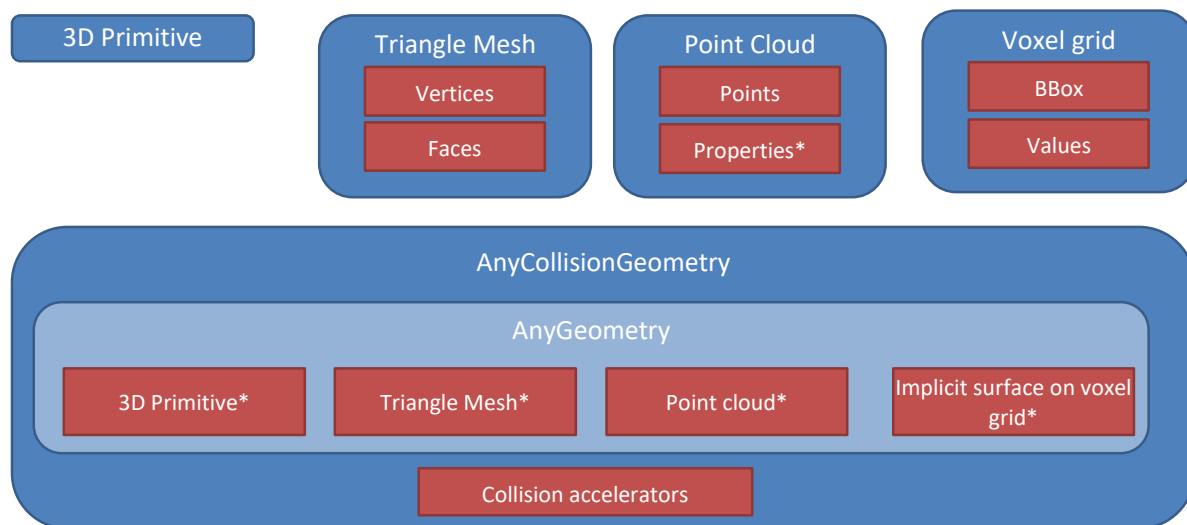 3D Primitive
Triangle Mesh
Vertices
Faces
Point Cloud
Points
Properties*
Voxel grid
BBox
Values
AnyCollisionGeometry
AnyGeometry
3D Primitive*
Triangle Mesh*
Point cloud*
Implicit surface on voxel
grid*
Collision accelerators